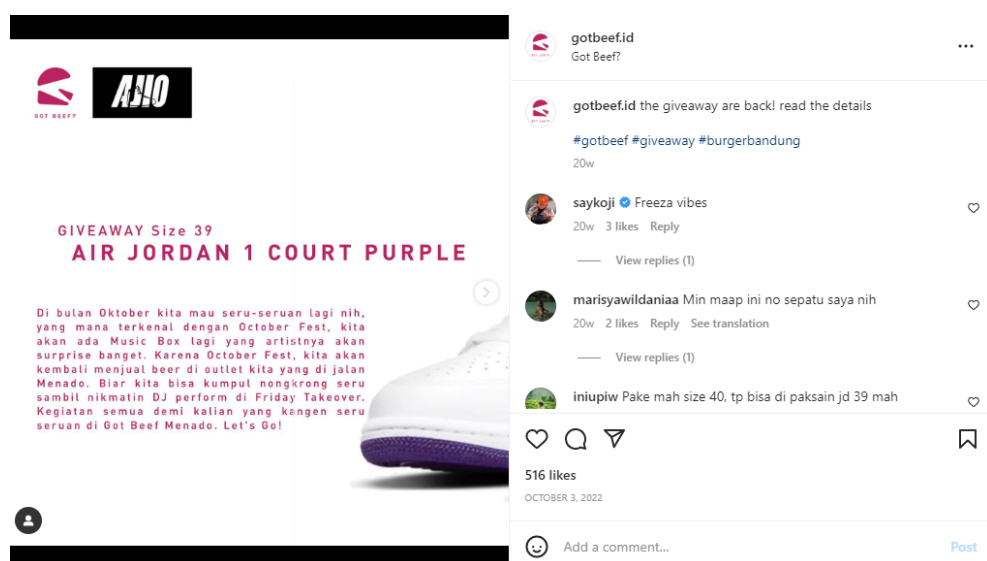 GOT BEEF?
AJIO
GIVEAWAY Size 39
AIR JORDAN 1 COURT PURPLE
Di bulan Oktober kita mau seru-seruan lagi nih,
yang mana terkenal dengan October Fest, kita
akan ada Music Box lagi yang artistnya akan
surprise banget. Karena October Fest, kita akan
kembali menjual beer di outlet kita yang di jalan
Menado. Biar kita bisa kumpul nongkrong seru
sambil nikmatin DJ perform di Friday Takeover.
Kegiatan semua demi kalian yang kangen seru
seruan di Got Beef Menado. Let's Go!
gotbeef.id
Got Beef?
gotbeef.id the giveaway are back! read the details
#gotbeef #giveaway #burgerbandung
20w
saykoji Freeza vibes
20w 3 likes Reply
View replies (1)
marisyawildaniaa Min maap ini no sepatu saya nih
20w 2 likes Reply See translation
View replies (1)
iniupiw Pake mah size 40, tp bisa di paksain jd 39 mah
516 likes
OCTOBER 3, 2022
Add a comment...
Post